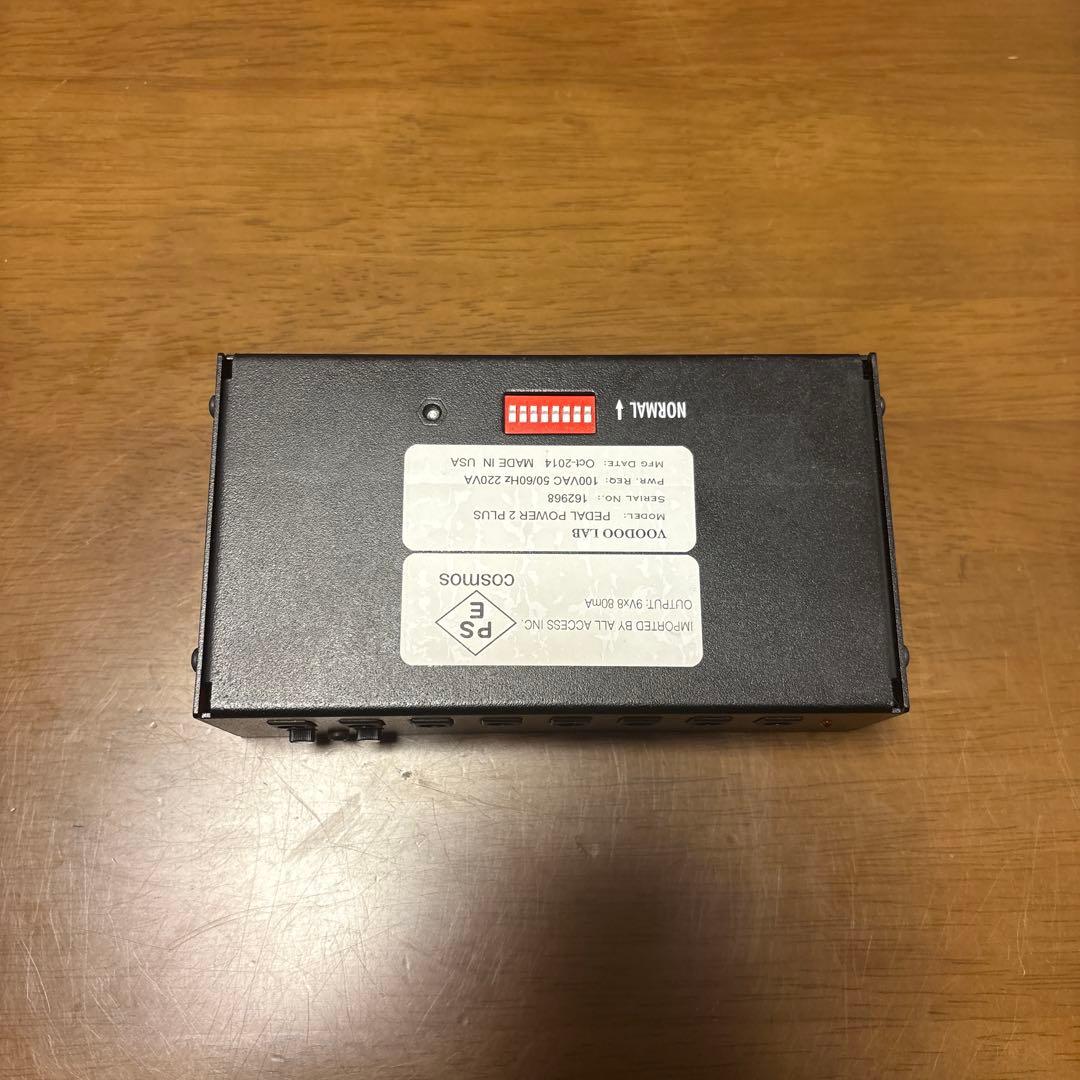 IMPORTED BY ALL ACCESS INC.
OUTPUT: 9Vx8 80mA
PS
E
COSMOS
VOODOO LAB
MODEL: PEDAL POWER 2 PLUS
SERIAL NO.: 162968
PWR. REQ: 100VAC 50/60Hz 220VA
MFG DATE: Oct-2014 MADE IN USA
NORMAL ↑